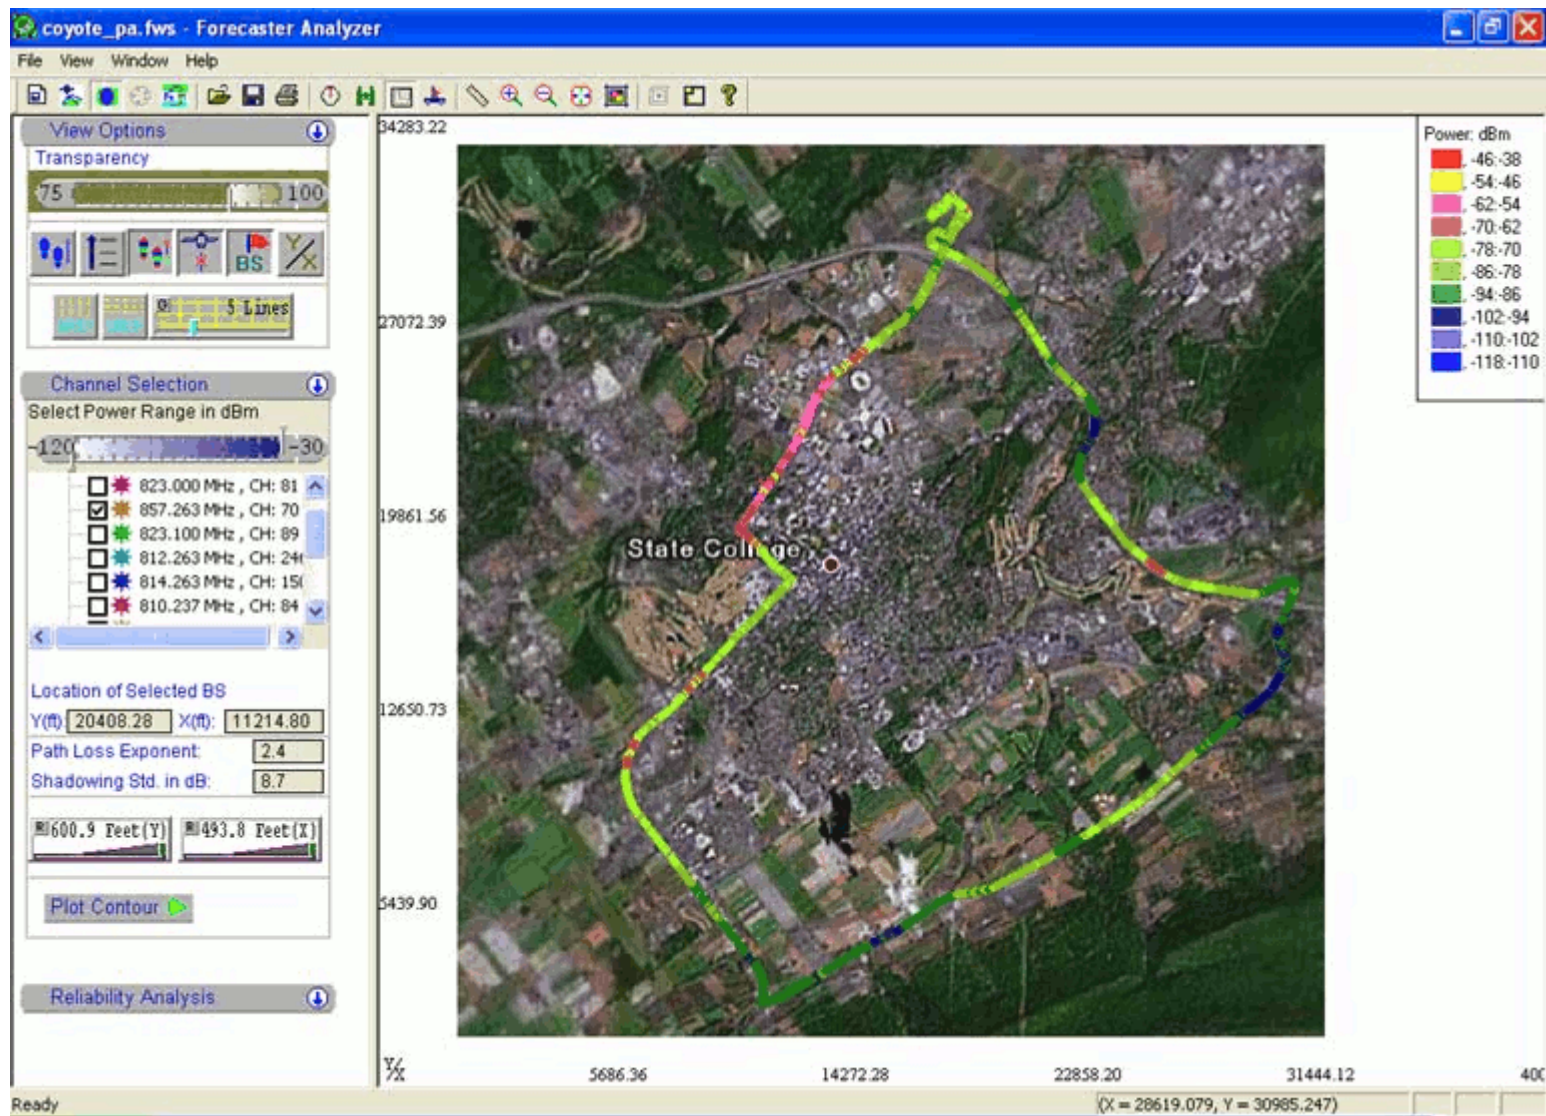 coyote_pa.fws - Forecaster Analyzer
File View Window Help
View Options
Transparency
75 100
BS
Y/X
5 Lines
Channel Selection
Select Power Range in dBm
-120 -30
823.000 MHz , CH: 81
857.263 MHz , CH: 70
823.100 MHz , CH: 89
812.263 MHz , CH: 24
814.263 MHz , CH: 15
810.237 MHz , CH: 84
Location of Selected BS
Y(ft): 20408.28 X(ft): 11214.80
Path Loss Exponent: 2.4
Shadowing Std. in dB: 8.7
600.9 Feet(Y) 493.8 Feet(X)
Plot Contour
Reliability Analysis
34283.22
27072.39
19861.56
12650.73
5439.90
State College
Y/X
5686.36 14272.28 22858.20 31444.12 400
Power: dBm
, -46:-38
, -54:-46
, -62:-54
, -70:-62
, -78:-70
, -86:-78
, -94:-86
, -102:-94
, -110:-102
, -118:-110
Ready
(X = 28619.079, Y = 30985.247)